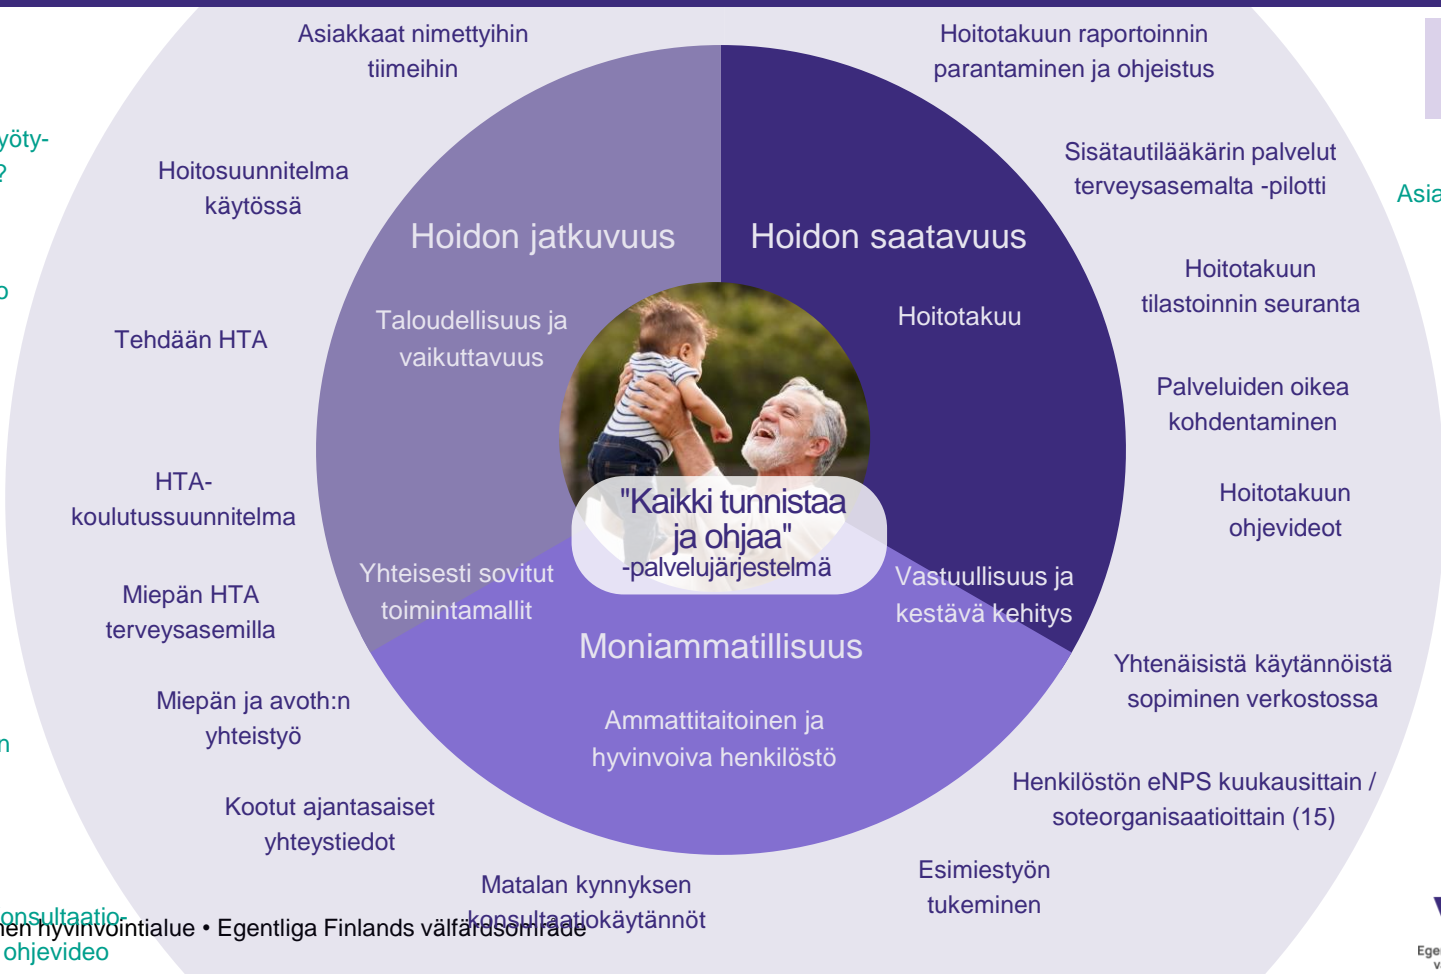 Asiakkaat nimettyihin
tiimeihin
Hoitotakuun raportoinnin
parantaminen ja ohjeistus
yöty-
?
Hoitosuunnitelma
käytössä
Sisätautilääkärin palvelut
terveysasemalta -pilotti
Asia
Hoidon jatkuvuus
Hoidon saatavuus
Hoitotakuun
tilastoinnin seuranta
o
Tehdään HTA
Taloudellisuus ja
vaikuttavuus
Hoitotakuu
Palveluiden oikea
kohdentaminen
HTA-
koulutussuunnitelma
"Kaikki tunnistaa
ja ohjaa"
-palvelujärjestelmä
Hoitotakuun
ohjevideot
Yhteisesti sovitut
toimintamallit
Vastuullisuus ja
kestävä kehitys
Miepän HTA
terveysasemilla
Moniammatillisuus
Yhtenäisistä käytännöistä
sopiminen verkostossa
Miepän ja avoth:n
yhteistyö
Ammattitaitoinen ja
hyvinvoiva henkilöstö
n
Henkilöstön eNPS kuukausittain /
soteorganisaatioittain (15)
Kootut ajantasaiset
yhteystiedot
Esimiestyön
tukeminen
Matalan kynnyksen
konsultaatiokäytännöt
onsultaatio-
ohjevideo
nen hyvinvointialue • Egentliga Finlands välfärdsområde
Ege
v